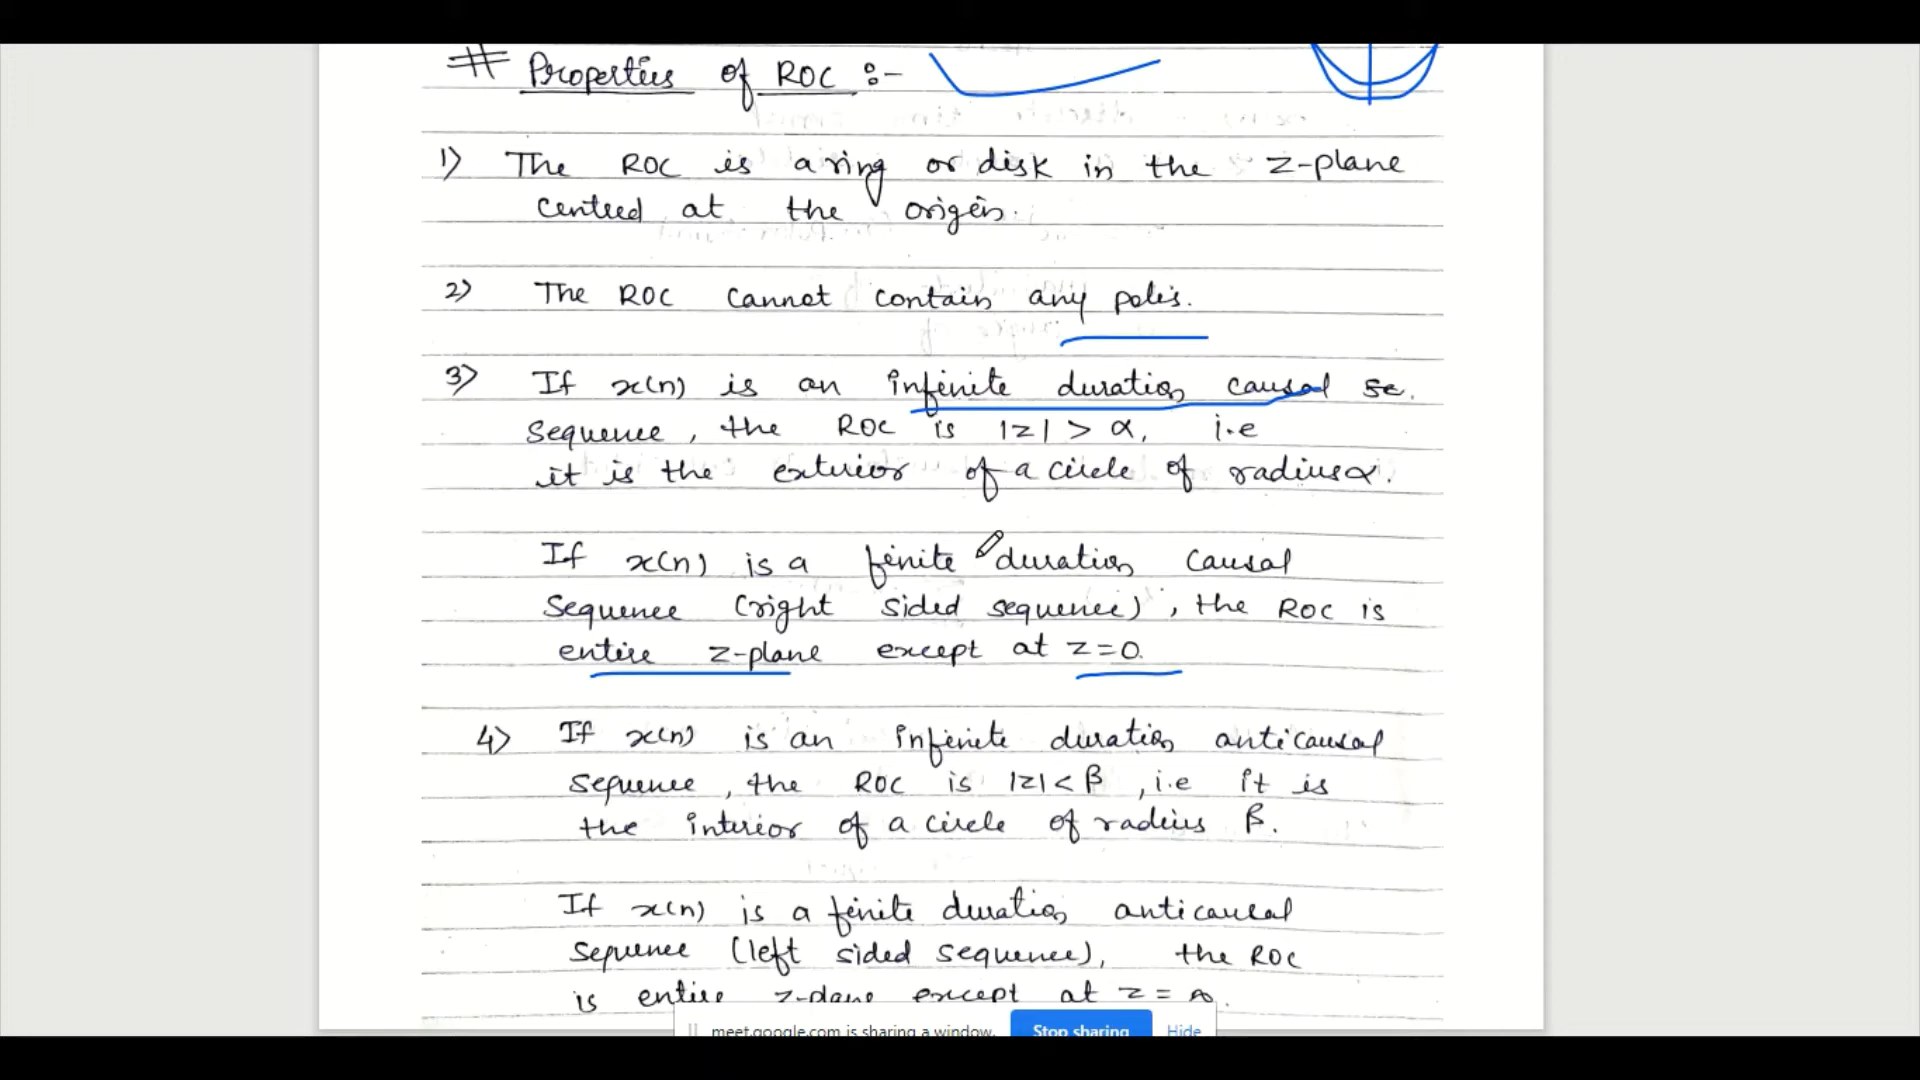 # Properties of ROC :-
1) The ROC is a ring or disk in the z-plane
centred at the origin.
2) The ROC cannot contain any poles.
3) If x(n) is an infinite duration causal se.
sequence, the ROC is |z| > α, i.e
it is the exterior of a circle of radius α.
If x(n) is a finite duration causal
sequence (right sided sequence), the ROC is
entire z-plane except at z=0.
4) If x(n) is an infinite duration anticausal
sequence, the ROC is |z| < β, i.e it is
the interior of a circle of radius β.
If x(n) is a finite duration anticausal
sequence (left sided sequence), the ROC
is entire z-plane except at z =
meet.google.com is sharing a window.
Stop sharing
Hide